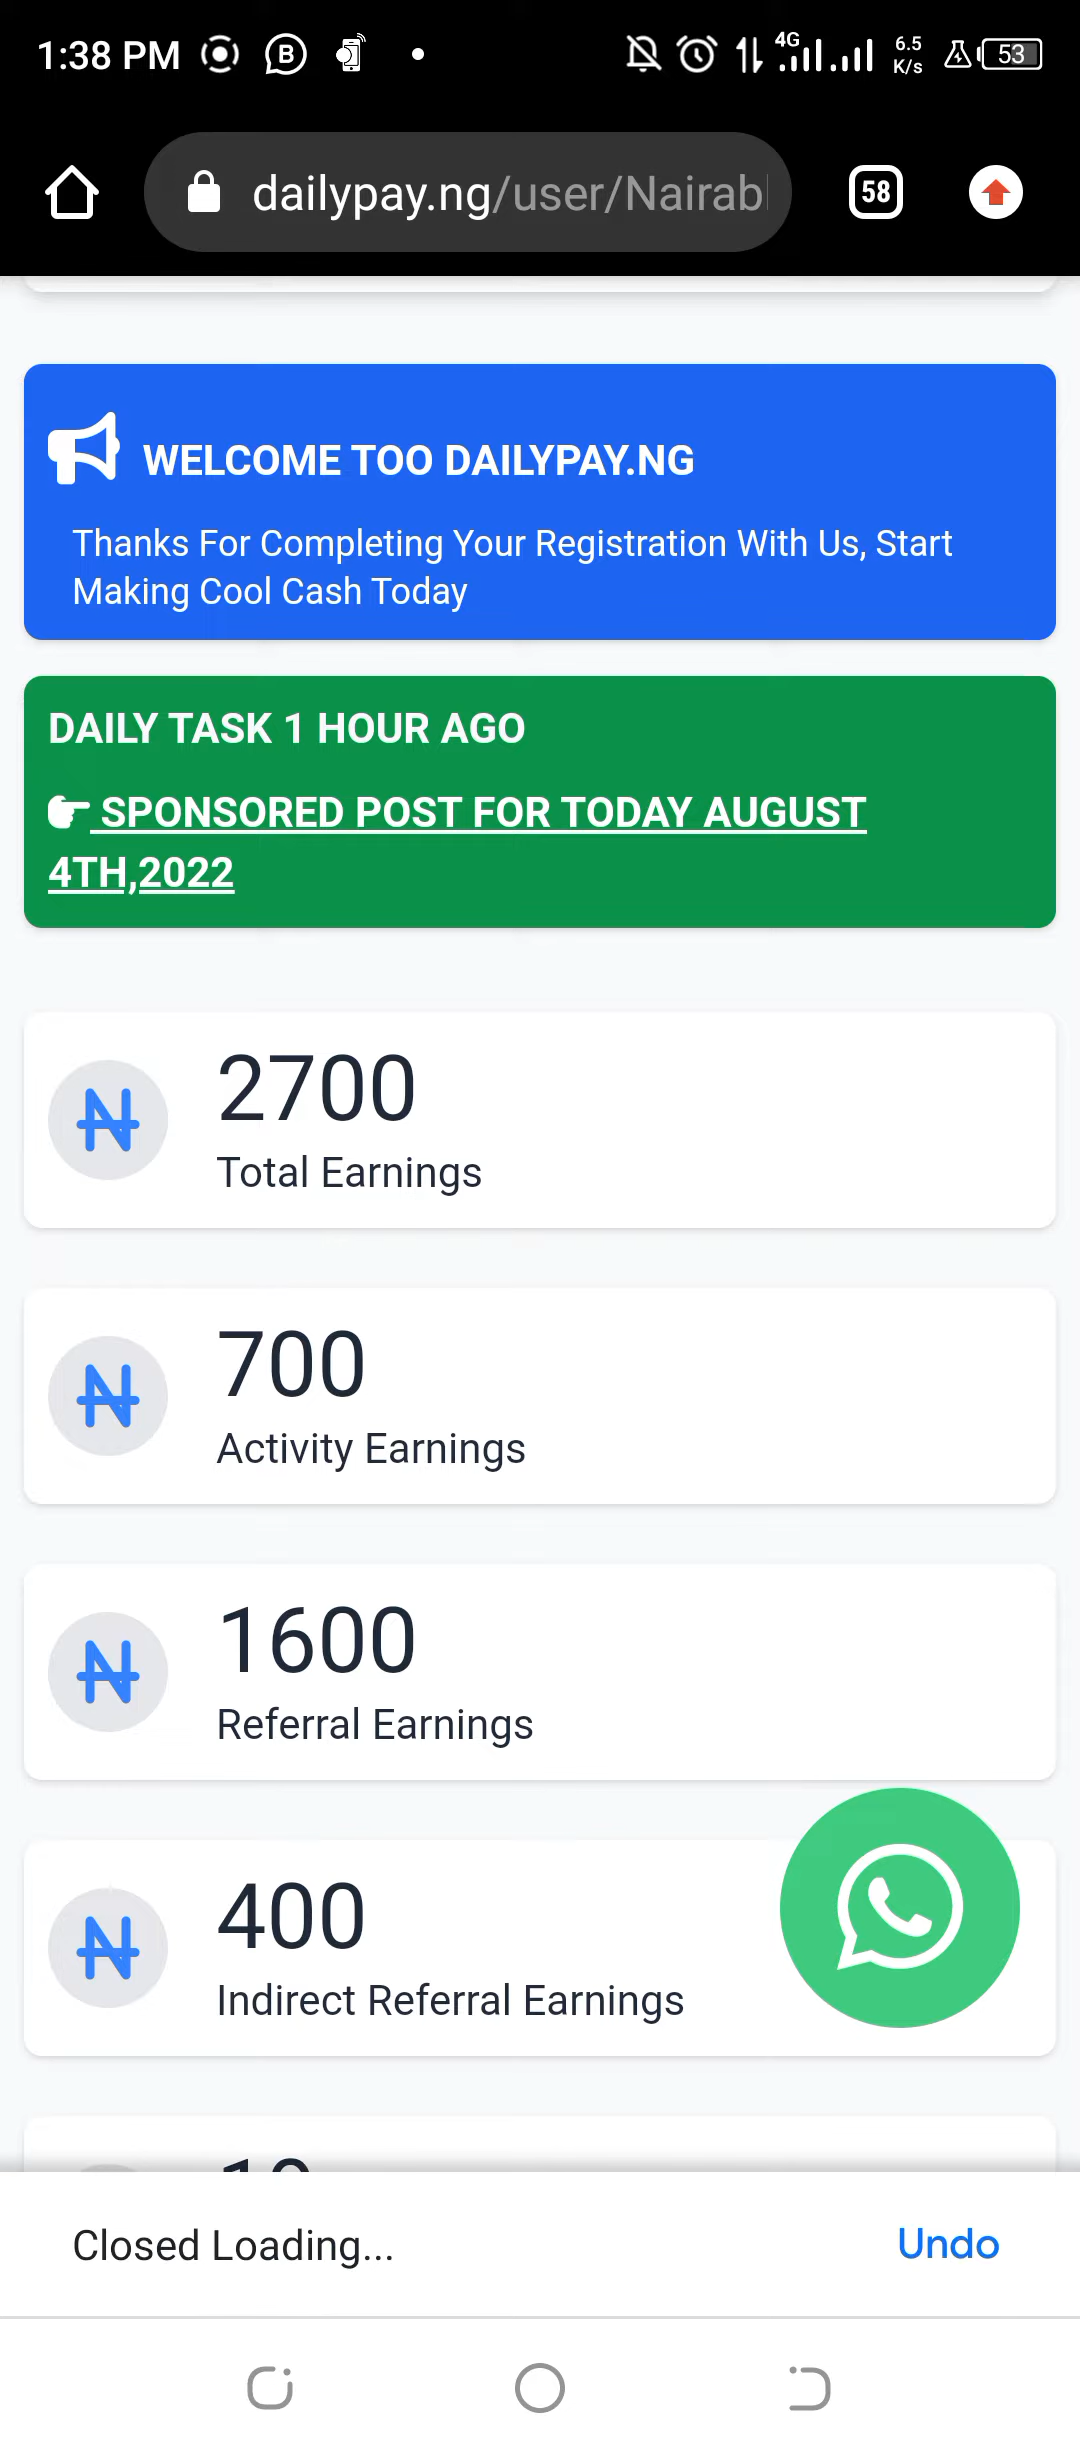 1:38 PM B 4G 6.5 K/s 53
dailypay.ng/user/Nairab 58
WELCOME TOO DAILYPAY.NG
Thanks For Completing Your Registration With Us, Start
Making Cool Cash Today
DAILY TASK 1 HOUR AGO
SPONSORED POST FOR TODAY AUGUST
4TH,2022
₦ 2700
Total Earnings
₦ 700
Activity Earnings
₦ 1600
Referral Earnings
₦ 400
Indirect Referral Earnings
Closed Loading... Undo